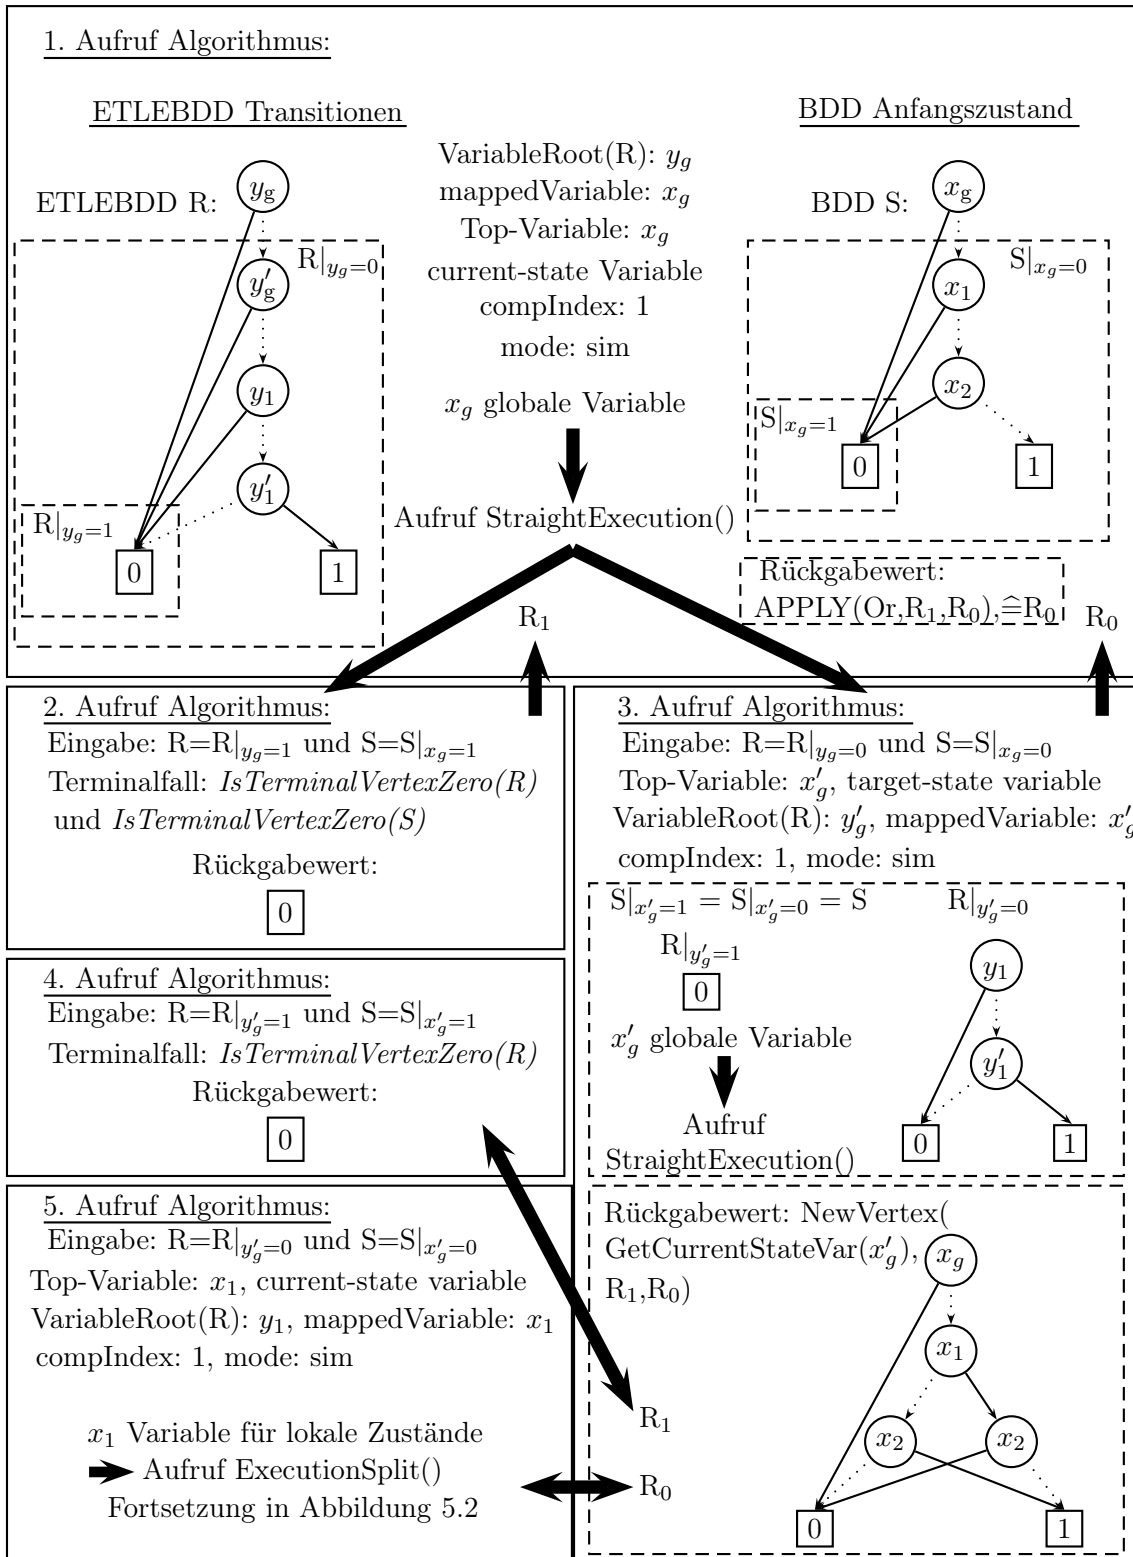 1. Aufruf Algorithmus:
ETLEBDD Transitionen
BDD Anfangszustand
ETLEBDD R:
y_g
R|_{y_g=0}
y'_g
y_1
y'_1
R|_{y_g=1}
0
1
VariableRoot(R): y_g
mappedVariable: x_g
Top-Variable: x_g
current-state Variable
compIndex: 1
mode: sim
x_g globale Variable
Aufruf StraightExecution()
BDD S:
x_g
S|_{x_g=0}
x_1
x_2
S|_{x_g=1}
0
1
Rückgabewert:
APPLY(Or,R_1,R_0),≙R_0
R_1
R_0
2. Aufruf Algorithmus:
Eingabe: R=R|_{y_g=1} und S=S|_{x_g=1}
Terminalfall: IsTerminalVertexZero(R)
und IsTerminalVertexZero(S)
Rückgabewert:
0
3. Aufruf Algorithmus:
Eingabe: R=R|_{y_g=0} und S=S|_{x_g=0}
Top-Variable: x'_g, target-state variable
VariableRoot(R): y'_g, mappedVariable: x'_g
compIndex: 1, mode: sim
S|_{x'_g=1} = S|_{x'_g=0} = S
R|_{y'_g=0}
R|_{y'_g=1}
0
x'_g globale Variable
Aufruf
StraightExecution()
y_1
y'_1
0
1
4. Aufruf Algorithmus:
Eingabe: R=R|_{y'_g=1} und S=S|_{x'_g=1}
Terminalfall: IsTerminalVertexZero(R)
Rückgabewert:
0
5. Aufruf Algorithmus:
Eingabe: R=R|_{y'_g=0} und S=S|_{x'_g=0}
Top-Variable: x_1, current-state variable
VariableRoot(R): y_1, mappedVariable: x_1
compIndex: 1, mode: sim
x_1 Variable für lokale Zustände
Aufruf ExecutionSplit()
Fortsetzung in Abbildung 5.2
Rückgabewert: NewVertex(
GetCurrentStateVar(x'_g),
R_1,R_0)
x_g
x_1
x_2
x_2
0
1
R_1
R_0